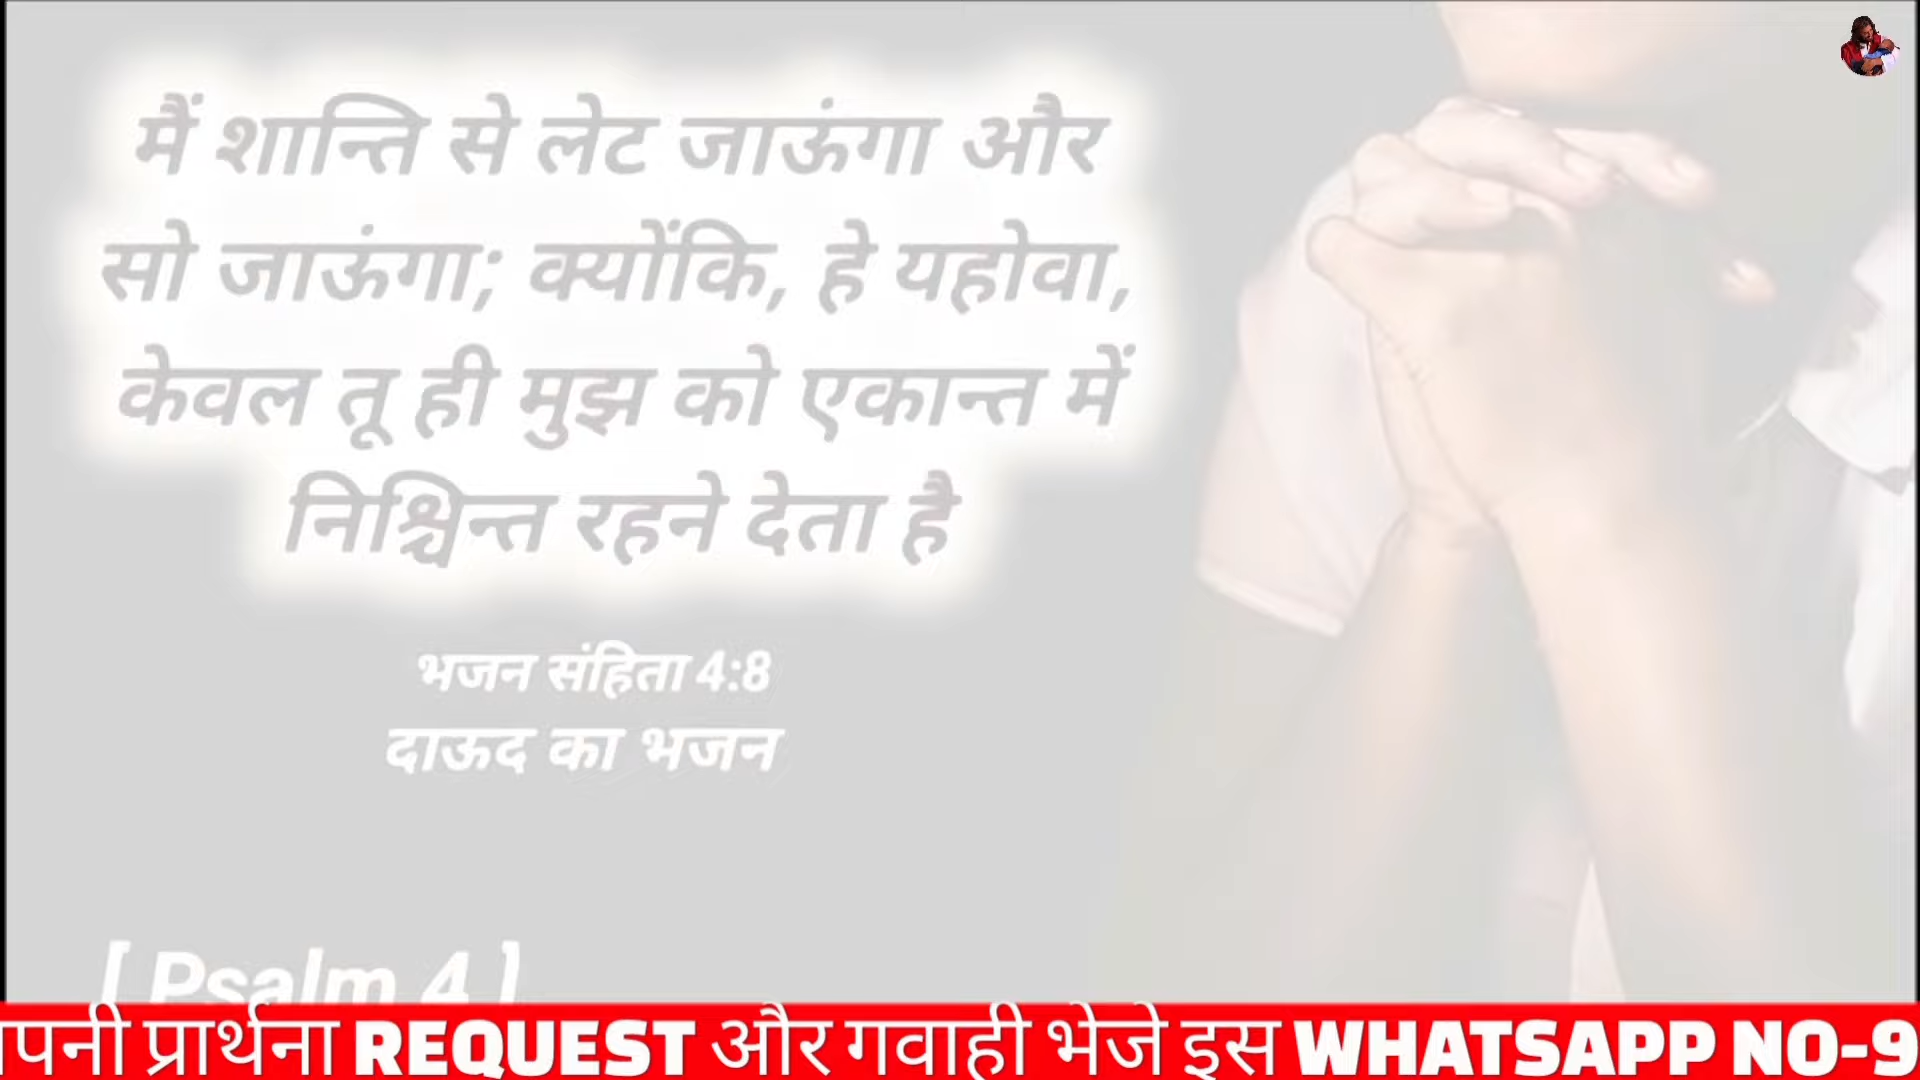 मैं शान्ति से लेट जाऊंगा और
सो जाऊंगा; क्योंकि, हे यहोवा,
केवल तू ही मुझ को एकान्त में
निश्चिन्त रहने देता है
भजन संहिता 4:8
दाऊद का भजन
[ Psalm 4 ]
पनी प्रार्थना REQUEST और गवाही भेजे इस WHATSAPP NO-9